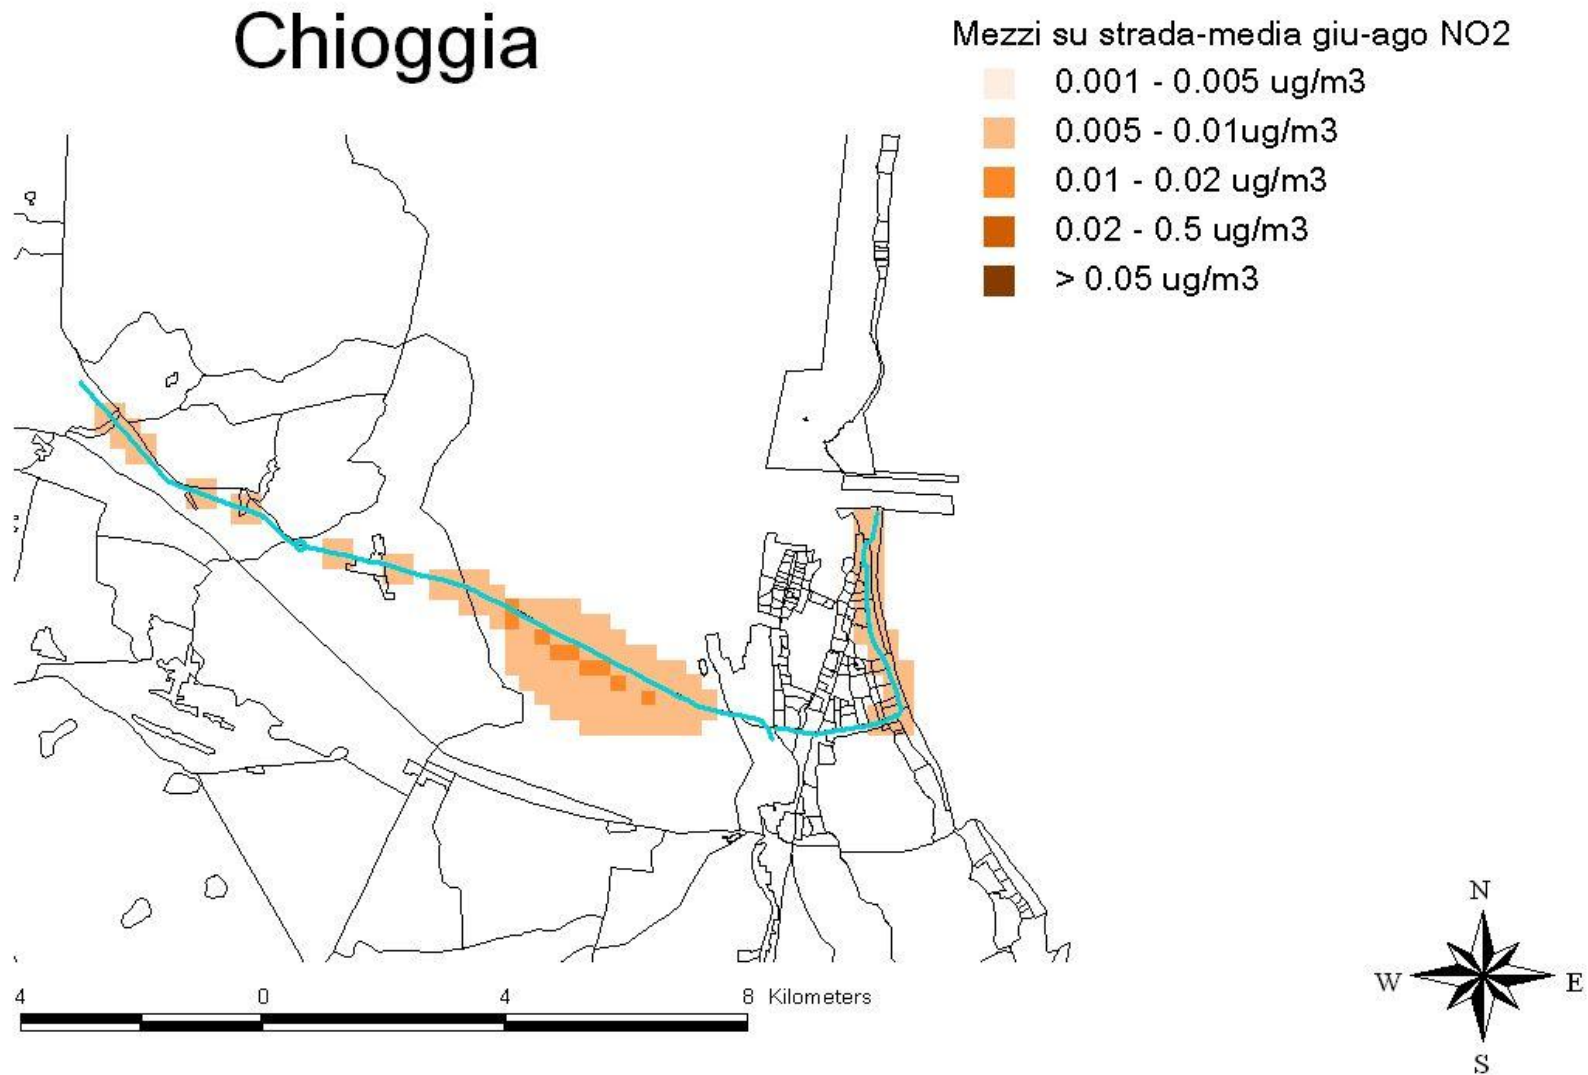 Chioggia
Mezzi su strada-media giu-ago NO2
0.001 - 0.005 ug/m3
0.005 - 0.01ug/m3
0.01 - 0.02 ug/m3
0.02 - 0.5 ug/m3
> 0.05 ug/m3
N
W E
S
4 0 4 8 Kilometers